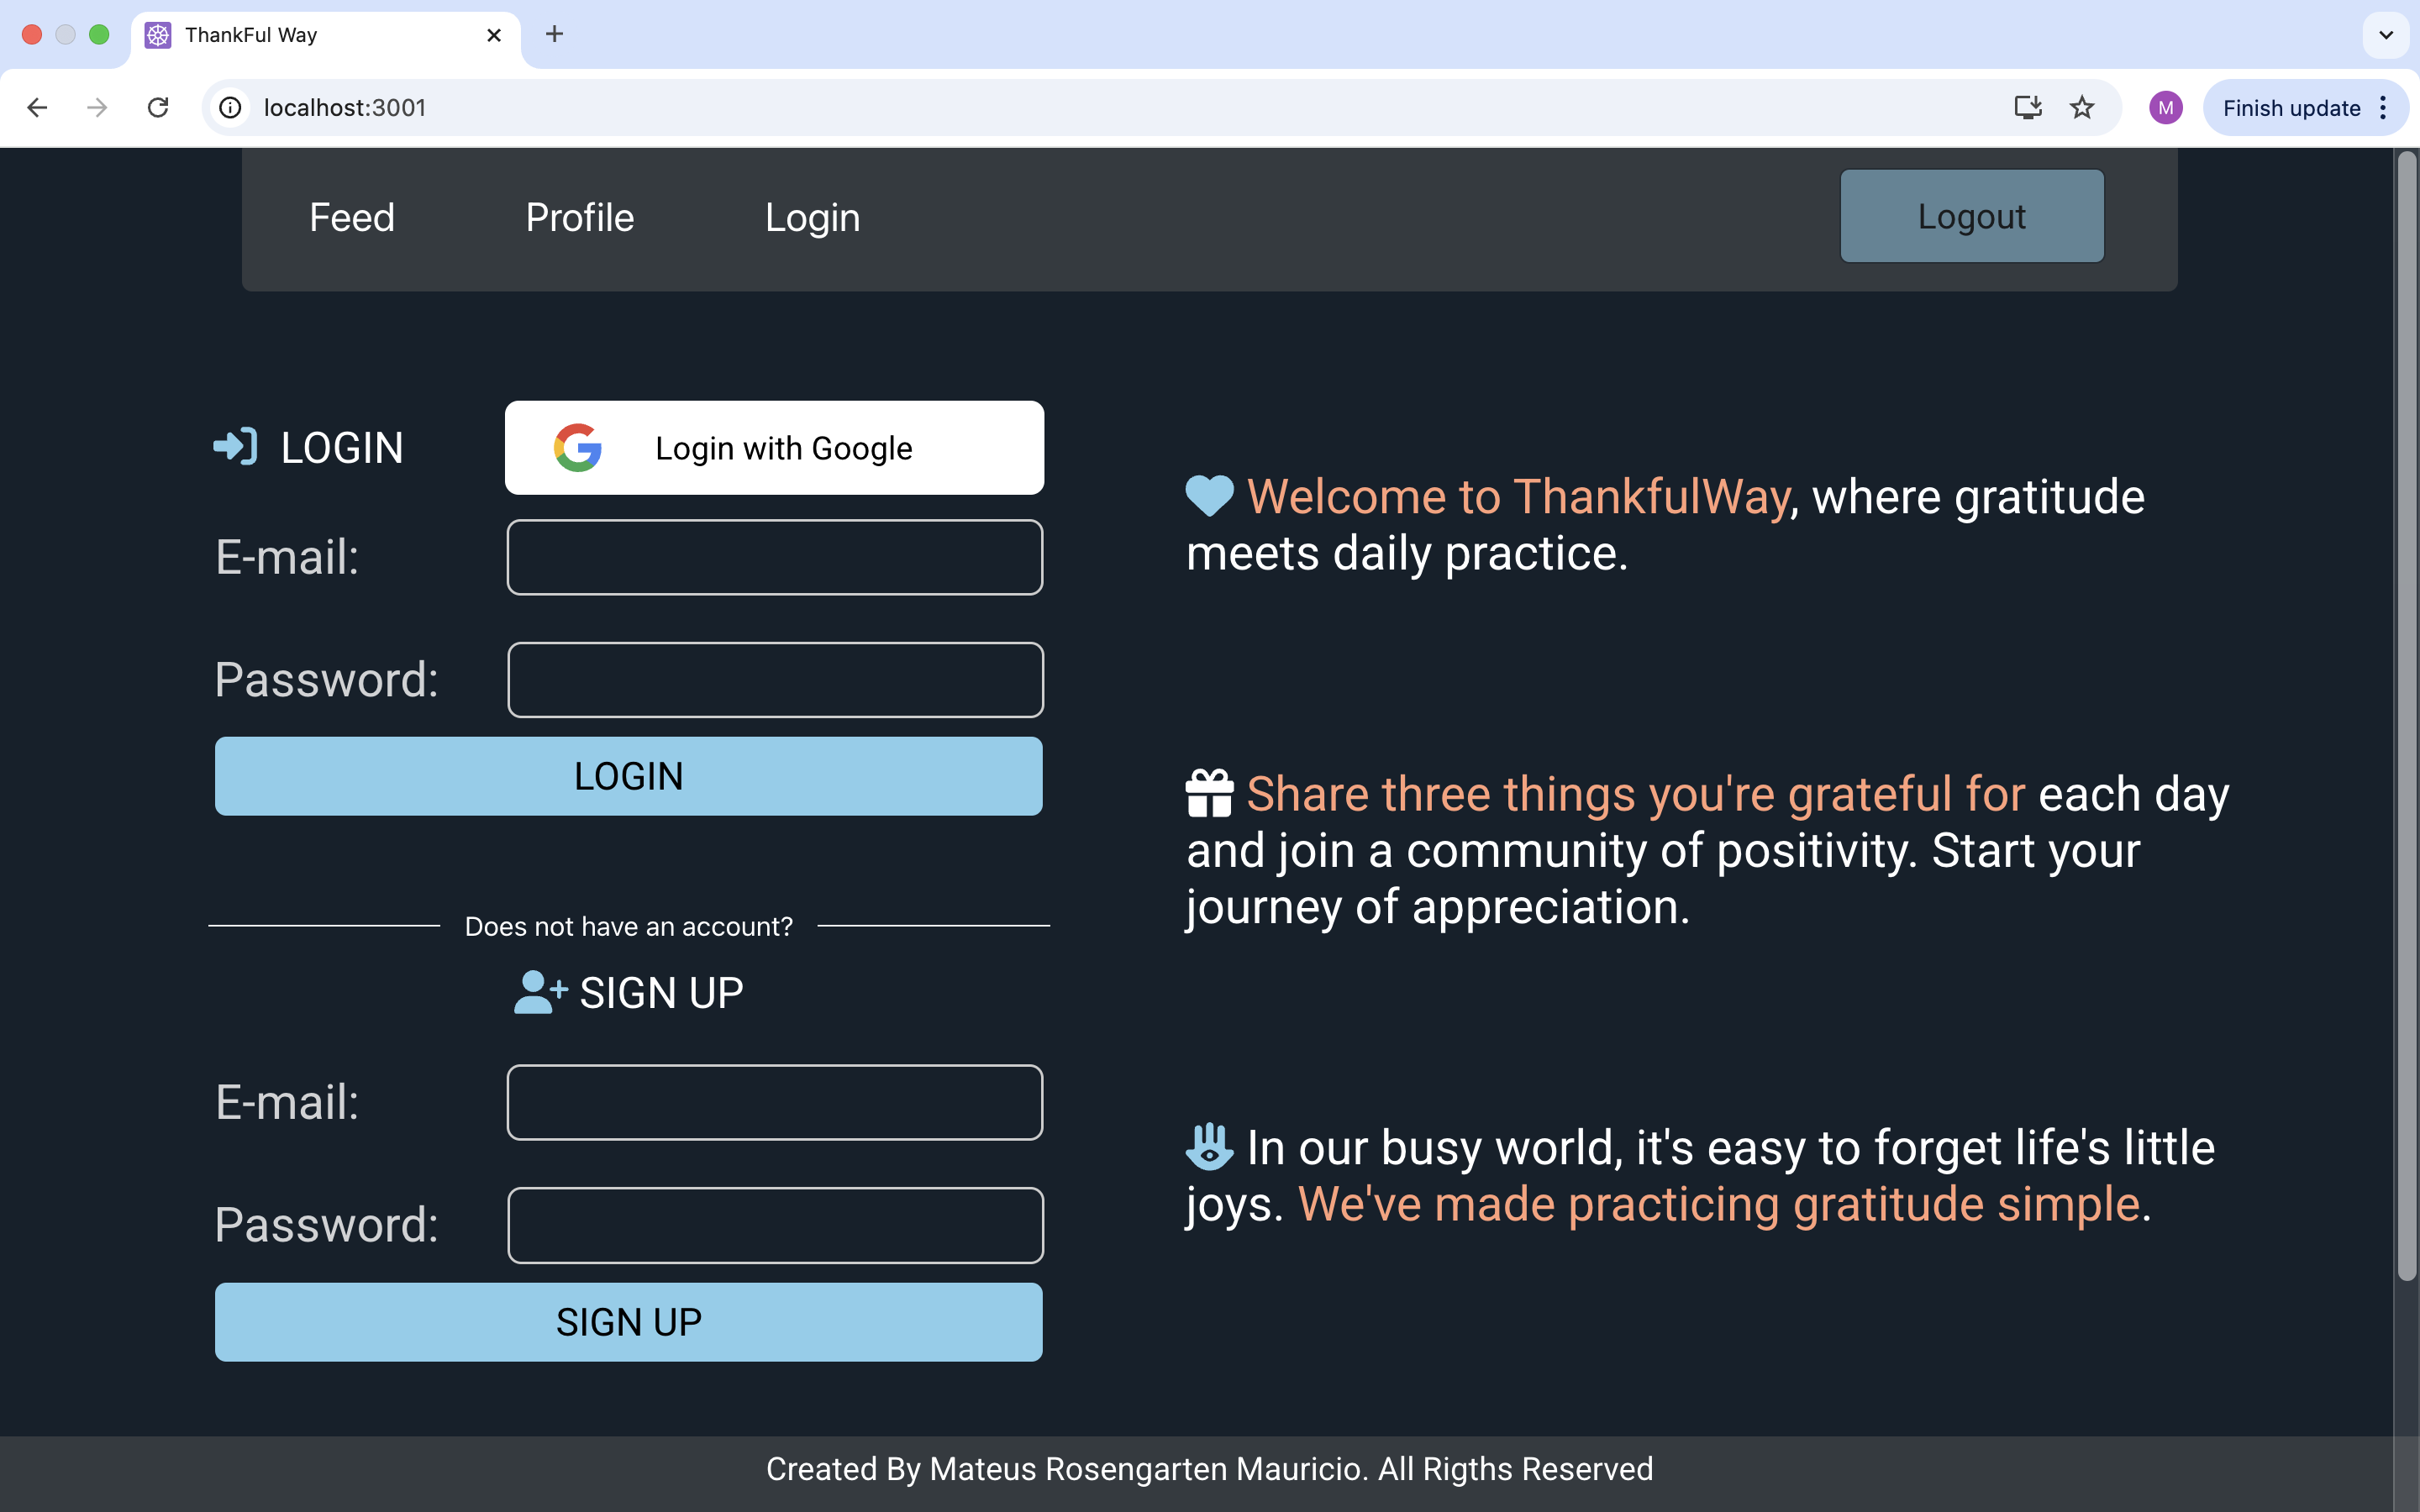 ThankFul Way
localhost:3001
M
Finish update
Feed Profile Login Logout
LOGIN
Login with Google
E-mail:
Password:
LOGIN
Does not have an account?
SIGN UP
E-mail:
Password:
SIGN UP
Welcome to ThankfulWay, where gratitude
meets daily practice.
Share three things you're grateful for each day
and join a community of positivity. Start your
journey of appreciation.
In our busy world, it's easy to forget life's little
joys. We've made practicing gratitude simple.
Created By Mateus Rosengarten Mauricio. All Rigths Reserved